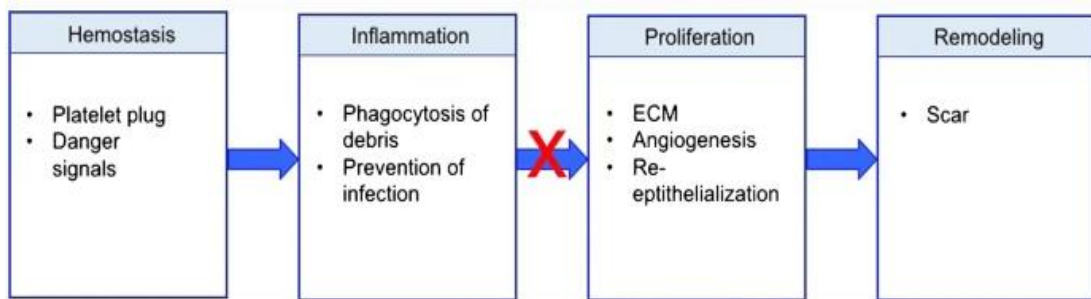 Hemostasis
• Platelet plug
• Danger
signals
Inflammation
• Phagocytosis of
debris
• Prevention of
infection
X
Proliferation
• ECM
• Angiogenesis
• Re-
eptithelialization
Remodeling
• Scar